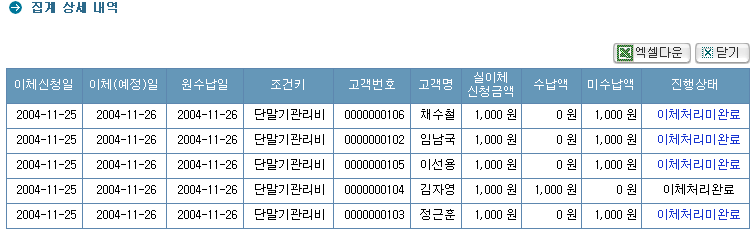 집계 상세 내역
엑셀다운 닫기
이체신청일 이체(예정)일 원수납일 조건키 고객번호 고객명 실이체 신청금액 수납액 미수납액 진행상태
2004-11-25 2004-11-26 2004-11-26 단말기관리비 0000000106 채수철 1,000 원 0 원 1,000 원 이체처리미완료
2004-11-25 2004-11-26 2004-11-26 단말기관리비 0000000102 임남국 1,000 원 0 원 1,000 원 이체처리미완료
2004-11-25 2004-11-26 2004-11-26 단말기관리비 0000000105 이선용 1,000 원 0 원 1,000 원 이체처리미완료
2004-11-25 2004-11-26 2004-11-26 단말기관리비 0000000104 김자영 1,000 원 1,000 원 0 원 이체처리완료
2004-11-25 2004-11-26 2004-11-26 단말기관리비 0000000103 정근훈 1,000 원 0 원 1,000 원 이체처리미완료